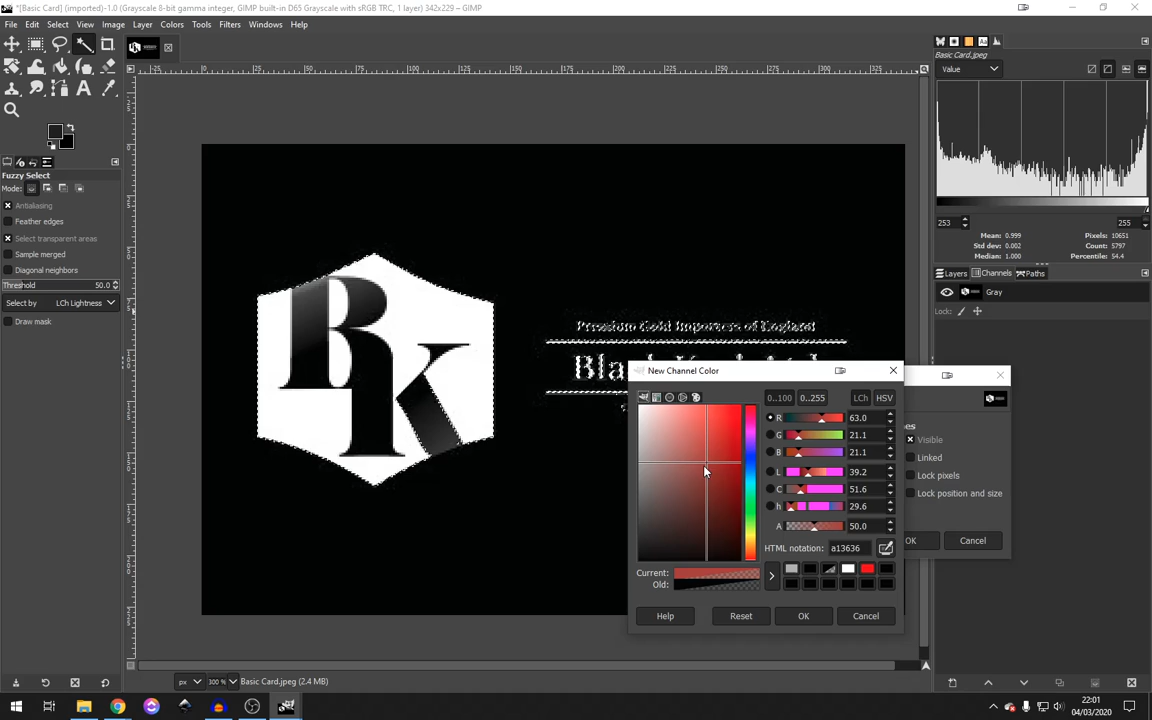 *[Basic Card] (imported)-1.0 (Grayscale 8-bit gamma integer, GIMP built-in D65 Grayscale with sRGB TRC, 1 layer) 342x229 – GIMP
File Edit Select View Image Layer Colors Tools Filters Windows Help
Basic Card.jpeg
Value
Fuzzy Select
Mode:
Antialiasing
Feather edges
Select transparent areas
Sample merged
Diagonal neighbors
Threshold 50.0
Select by LCh Lightness
Draw mask
BK
Premium Gold Importers of England
253 255
Mean: 0.999 Pixels: 10651
Std dev: 0.002 Count: 5797
Median: 1.000 Percentile: 54.4
Layers Channels Paths
Gray
Lock:
New Channel Color
0..100 0..255 LCh HSV
R 63.0
G 21.1
B 21.1
L 39.2
C 51.6
h 29.6
A 50.0
HTML notation: a13636
Current:
Old:
Help Reset OK Cancel
Visible
Linked
Lock pixels
Lock position and size
OK Cancel
px 300 % Basic Card.jpeg (2.4 MB)
22:01
04/03/2020